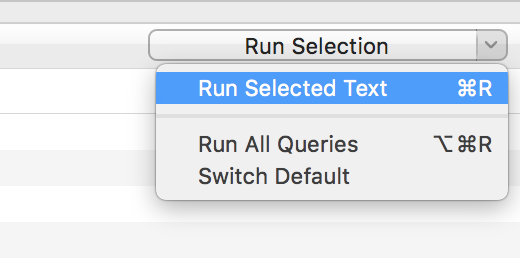 Run Selection
Run Selected Text ⌘R
Run All Queries ⌥⌘R
Switch Default